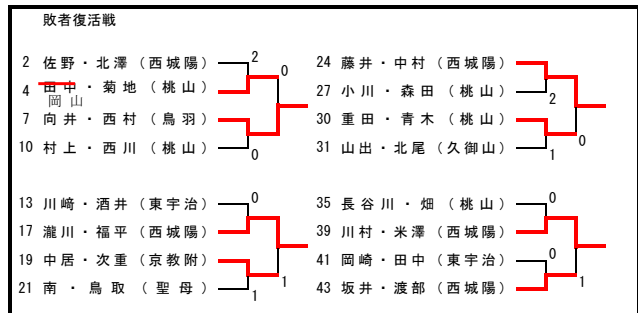 敗者復活戦
2 佐野・北澤（西城陽） 2 0
4 田中・菊地（桃山）
岡山
7 向井・西村（鳥羽）
10 村上・西川（桃山） 0
24 藤井・中村（西城陽）
27 小川・森田（桃山） 2
30 重田・青木（桃山）
31 山出・北尾（久御山） 1 0
13 川﨑・酒井（東宇治） 0
17 瀧川・福平（西城陽）
19 中居・次重（京教附）
21 南・鳥取（聖母） 1 1
35 長谷川・畑（桃山） 0
39 川村・米澤（西城陽）
41 岡崎・田中（東宇治） 0
43 坂井・渡部（西城陽） 1